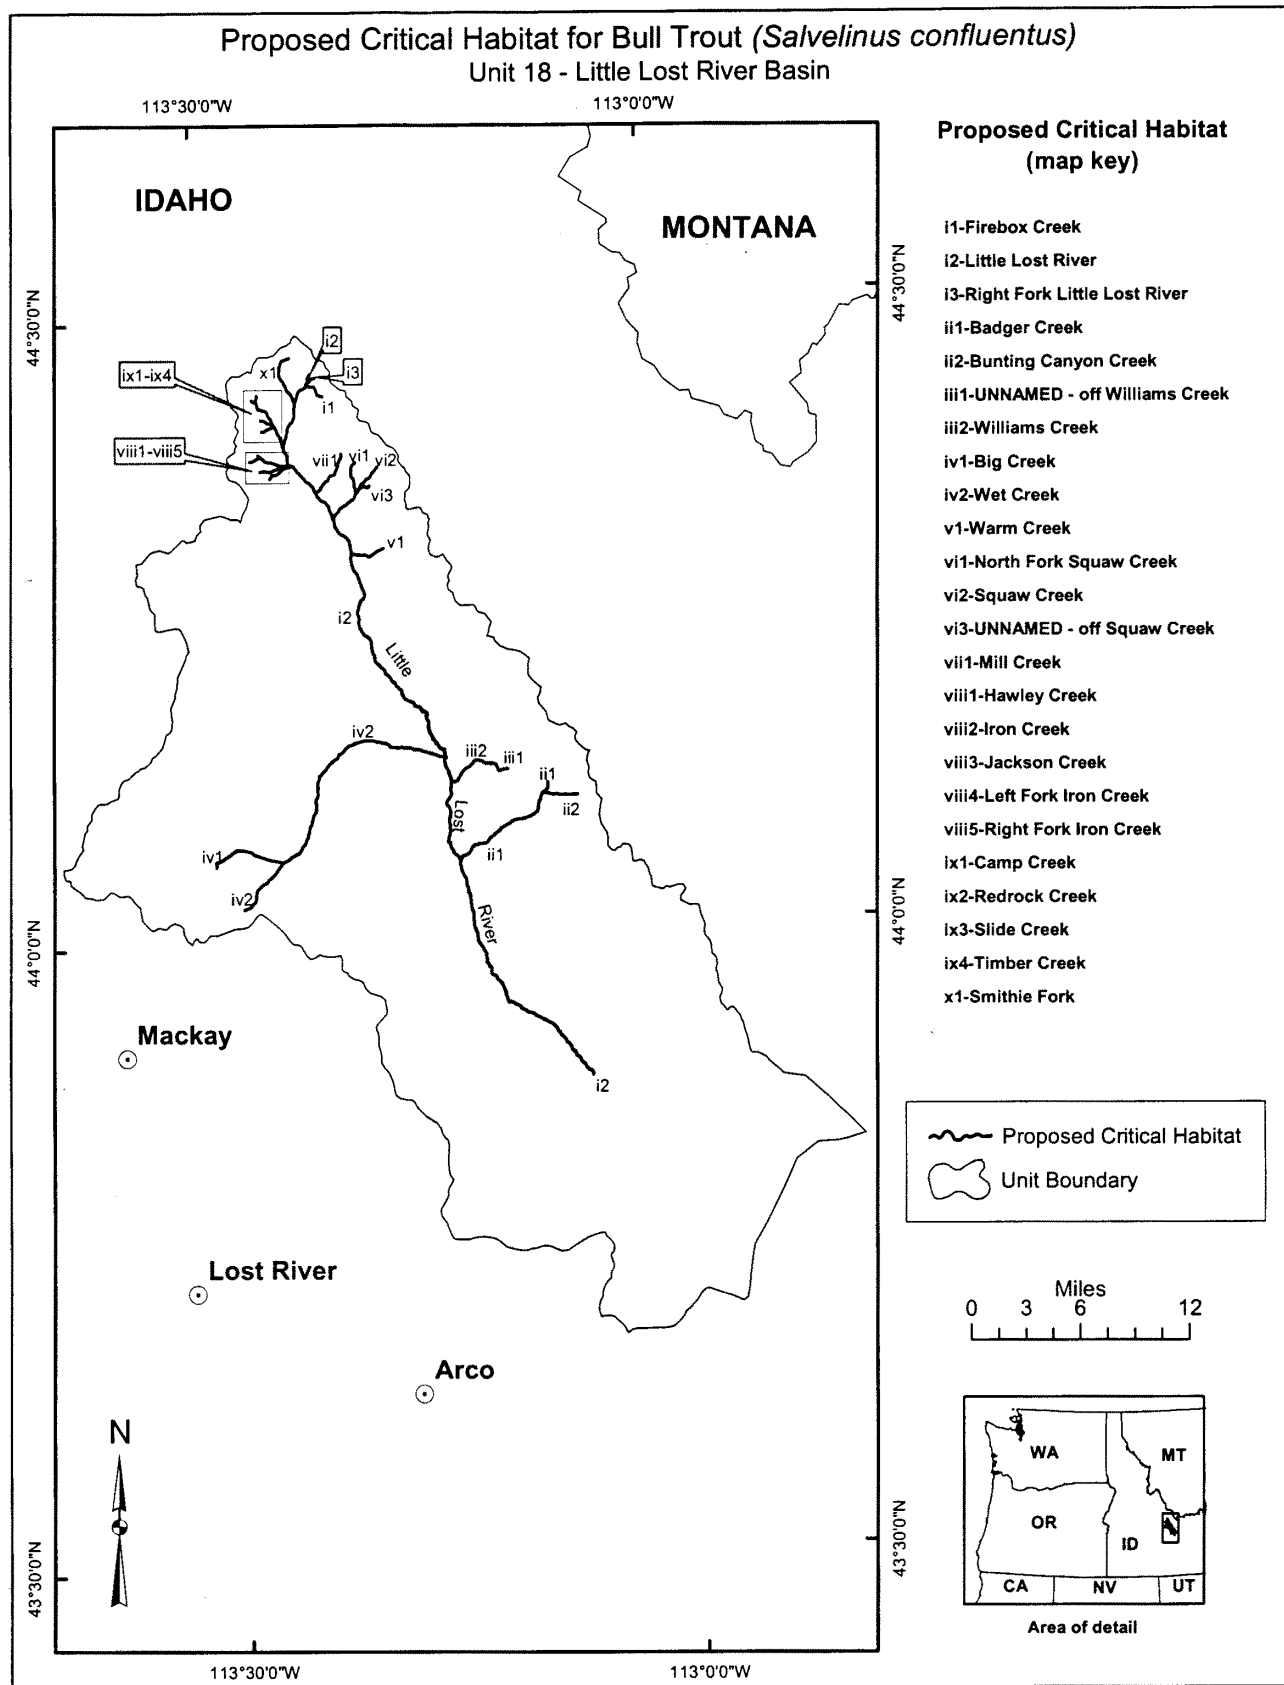 Proposed Critical Habitat for Bull Trout (Salvelinus confluentus)
Unit 18 - Little Lost River Basin
113°30'0"W
113°0'0"W
IDAHO
MONTANA
44°30'0"N
44°30'0"N
44°0'0"N
44°0'0"N
43°30'0"N
43°30'0"N
113°30'0"W
113°0'0"W
i2
i3
x1
i1
ix1-ix4
viii1-viii5
vii1
vi1
vi2
vi3
v1
i2
Little
iv2
iii2
iii1
ii1
ii2
Lost
ii1
iv1
iv2
River
i2
Mackay
Lost River
Arco
N
Proposed Critical Habitat
(map key)
i1-Firebox Creek
i2-Little Lost River
i3-Right Fork Little Lost River
ii1-Badger Creek
ii2-Bunting Canyon Creek
iii1-UNNAMED - off Williams Creek
iii2-Williams Creek
iv1-Big Creek
iv2-Wet Creek
v1-Warm Creek
vi1-North Fork Squaw Creek
vi2-Squaw Creek
vi3-UNNAMED - off Squaw Creek
vii1-Mill Creek
viii1-Hawley Creek
viii2-Iron Creek
viii3-Jackson Creek
viii4-Left Fork Iron Creek
viii5-Right Fork Iron Creek
ix1-Camp Creek
ix2-Redrock Creek
ix3-Slide Creek
ix4-Timber Creek
x1-Smithie Fork
Proposed Critical Habitat
Unit Boundary
Miles
0 3 6 12
WA
MT
OR
ID
CA
NV
UT
Area of detail